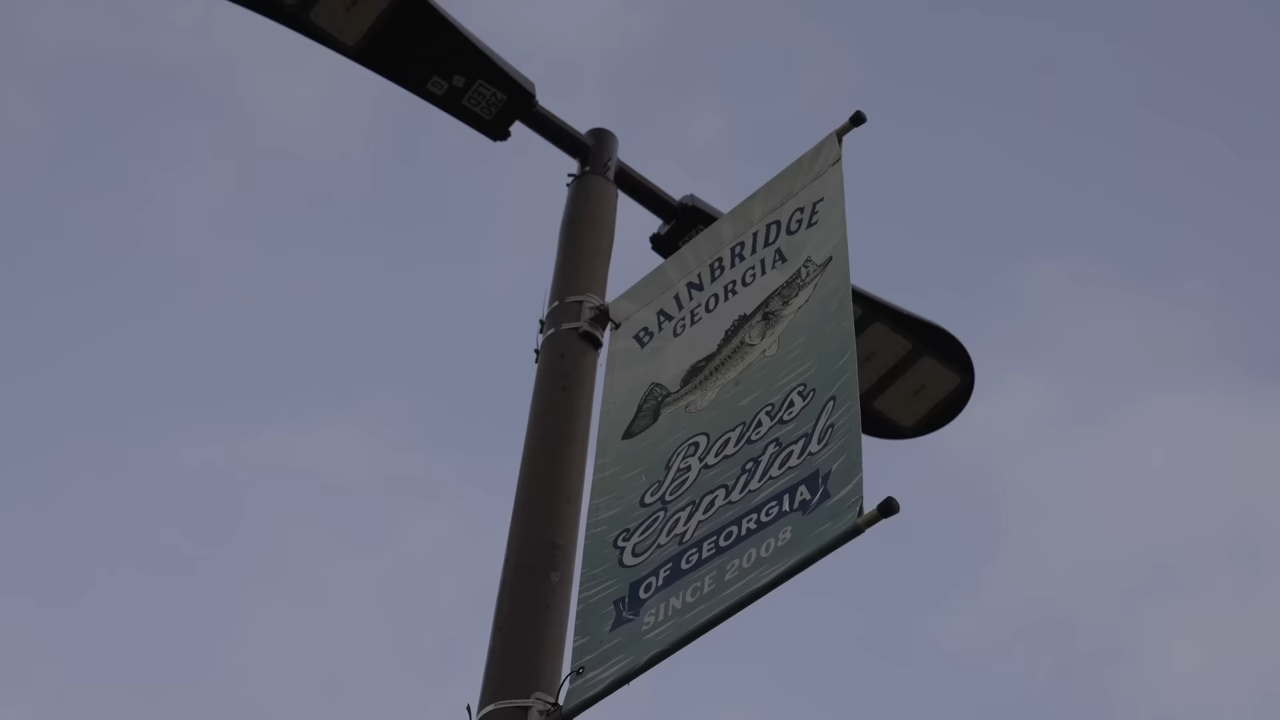 BAINBRIDGE
GEORGIA
Bass
Capital
OF GEORGIA
SINCE 2008